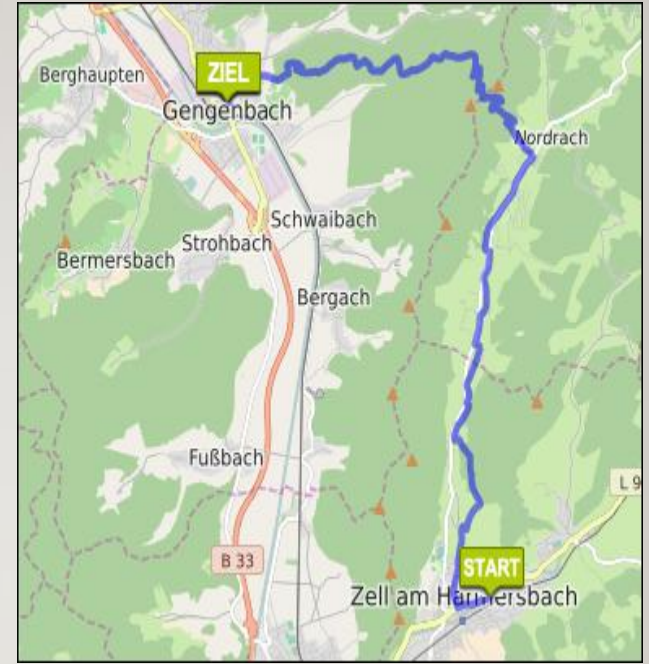 Berghaupten
ZIEL
Gengenbach
Nordrach
Schwaibach
Strohbach
Bermersbach
Bergach
Fußbach
L 9
B 33
START
Zell am Harmersbach